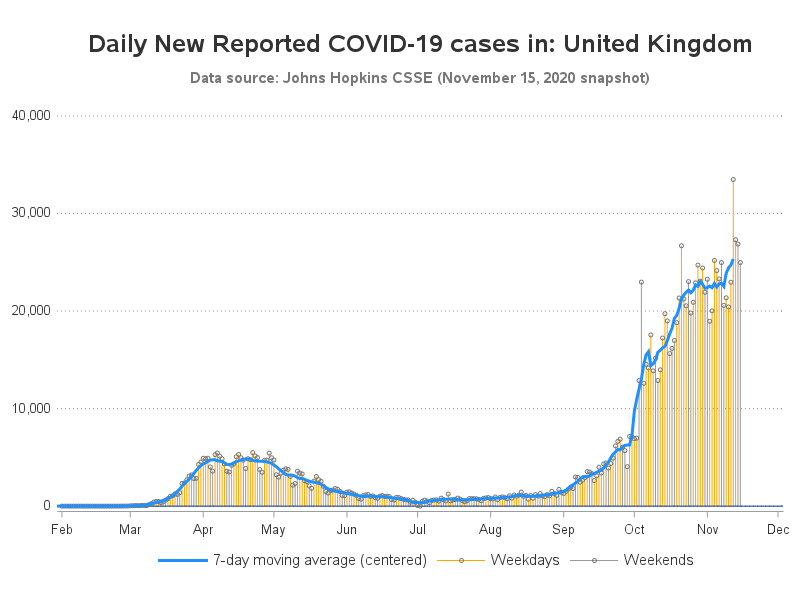 Daily New Reported COVID-19 cases in: United Kingdom
Data source: Johns Hopkins CSSE (November 15, 2020 snapshot)
40,000
30,000
20,000
10,000
0
Feb Mar Apr May Jun Jul Aug Sep Oct Nov Dec
7-day moving average (centered) Weekdays Weekends